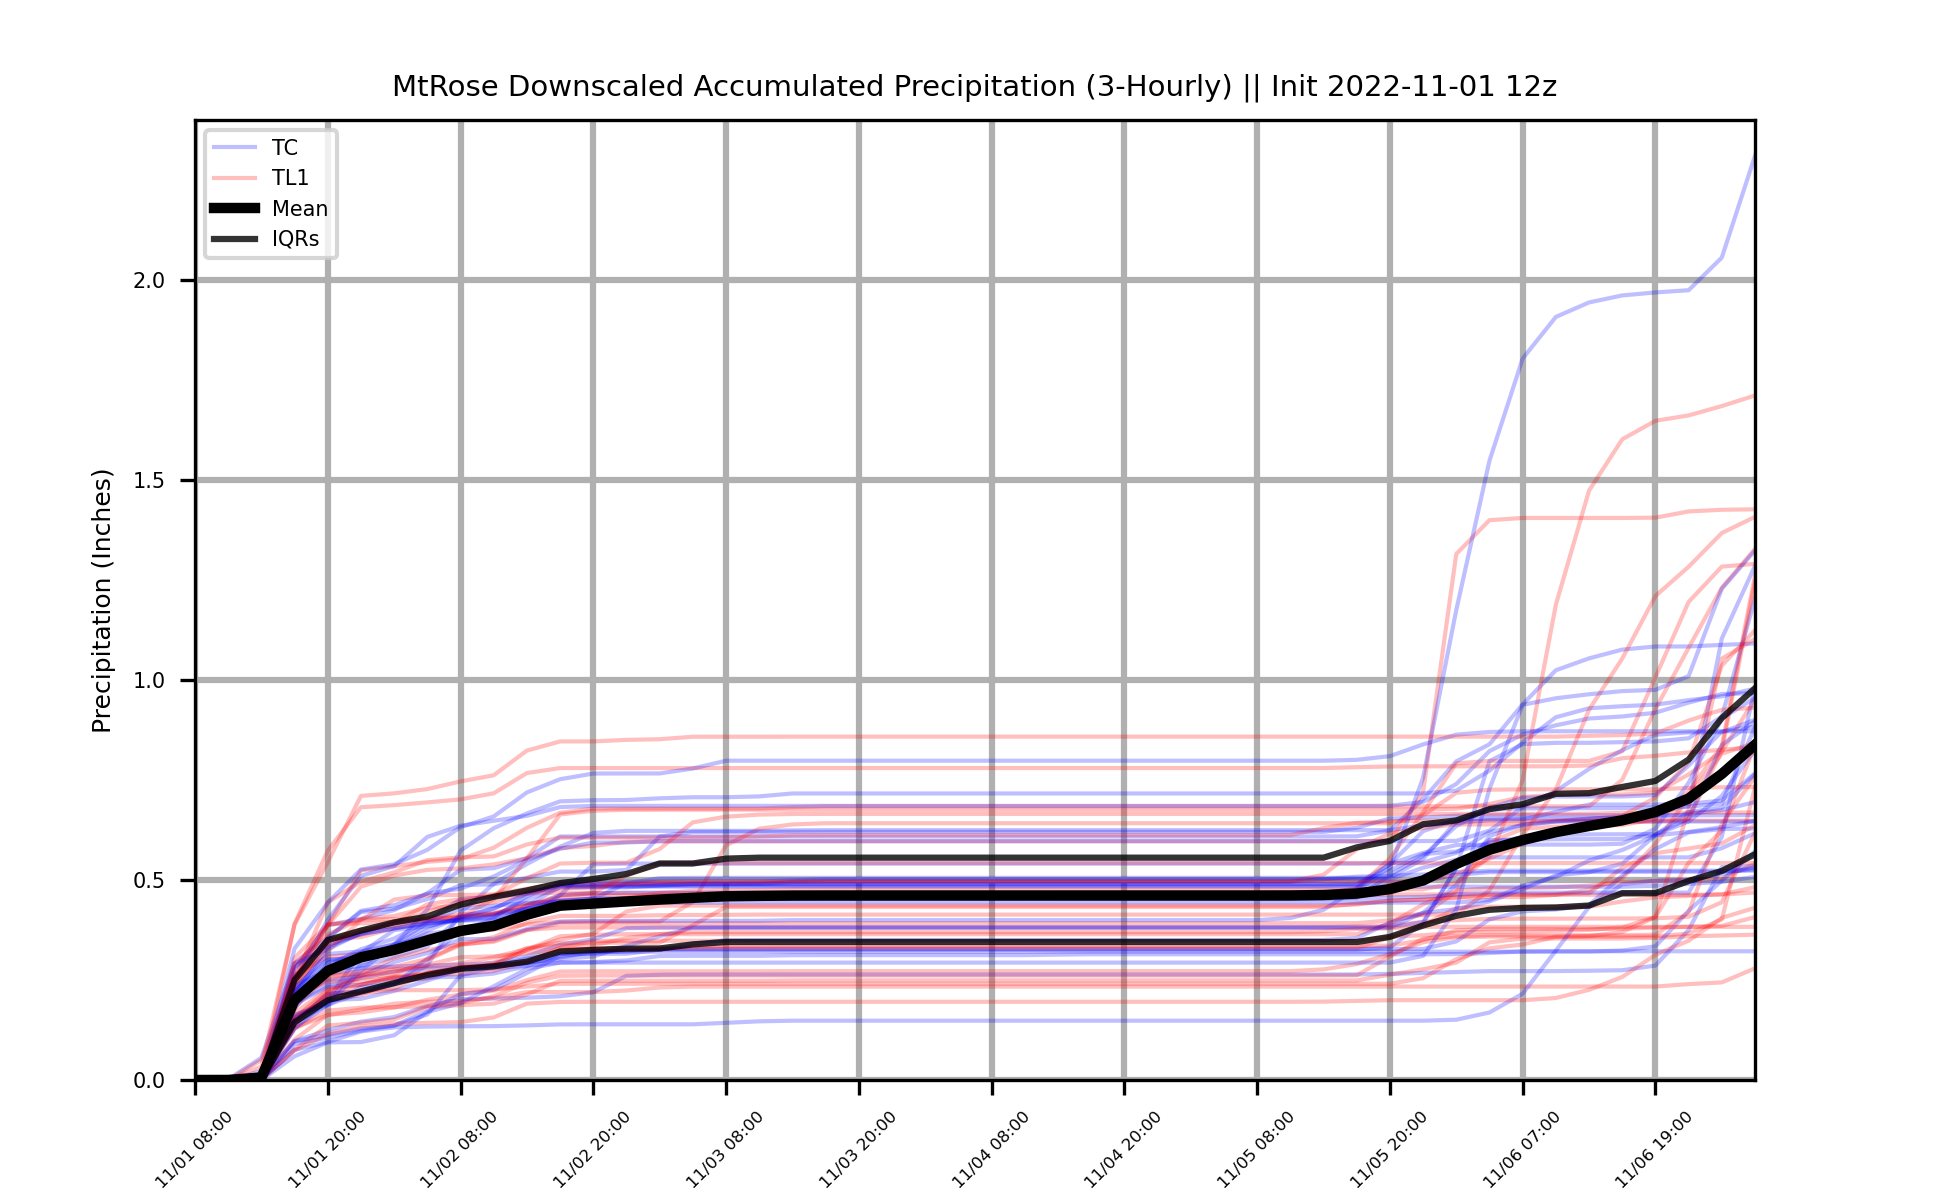 MtRose Downscaled Accumulated Precipitation (3-Hourly) || Init 2022-11-01 12z
TC
TL1
Mean
IQRs
Precipitation (Inches)
2.0
1.5
1.0
0.5
0.0
11/01 08:00
11/01 20:00
11/02 08:00
11/02 20:00
11/03 08:00
11/03 20:00
11/04 08:00
11/04 20:00
11/05 08:00
11/05 20:00
11/06 07:00
11/06 19:00